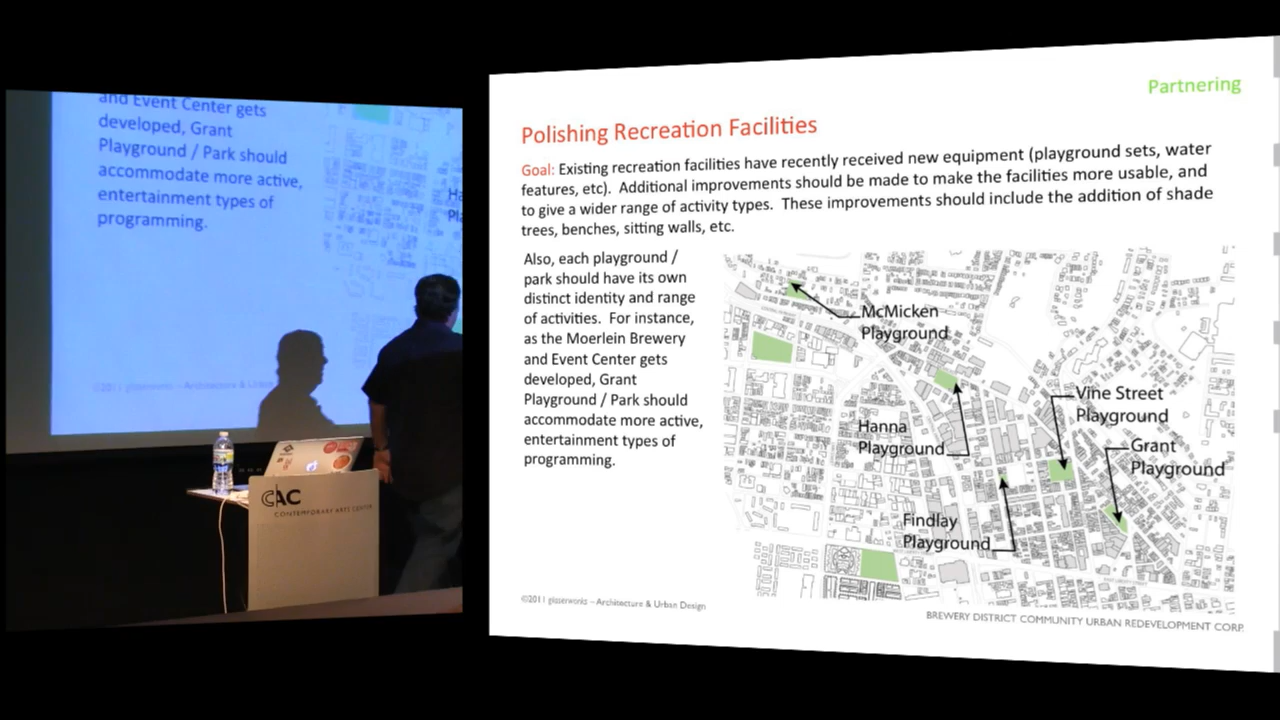 and Event Center gets
developed, Grant
Playground / Park should
accommodate more active,
entertainment types of
programming.
Ha
Pl
CAC
CONTEMPORARY ARTS CENTER
Partnering
Polishing Recreation Facilities
Goal: Existing recreation facilities have recently received new equipment (playground sets, water
features, etc). Additional improvements should be made to make the facilities more usable, and
to give a wider range of activity types. These improvements should include the addition of shade
trees, benches, sitting walls, etc.
Also, each playground /
park should have its own
distinct identity and range
of activities. For instance,
as the Moerlein Brewery
and Event Center gets
developed, Grant
Playground / Park should
accommodate more active,
entertainment types of
programming.
McMicken
Playground
Vine Street
Playground
Hanna
Playground
Grant
Playground
Findlay
Playground
©2011 glaserworks – Architecture & Urban Design
BREWERY DISTRICT COMMUNITY URBAN REDEVELOPMENT CORP.